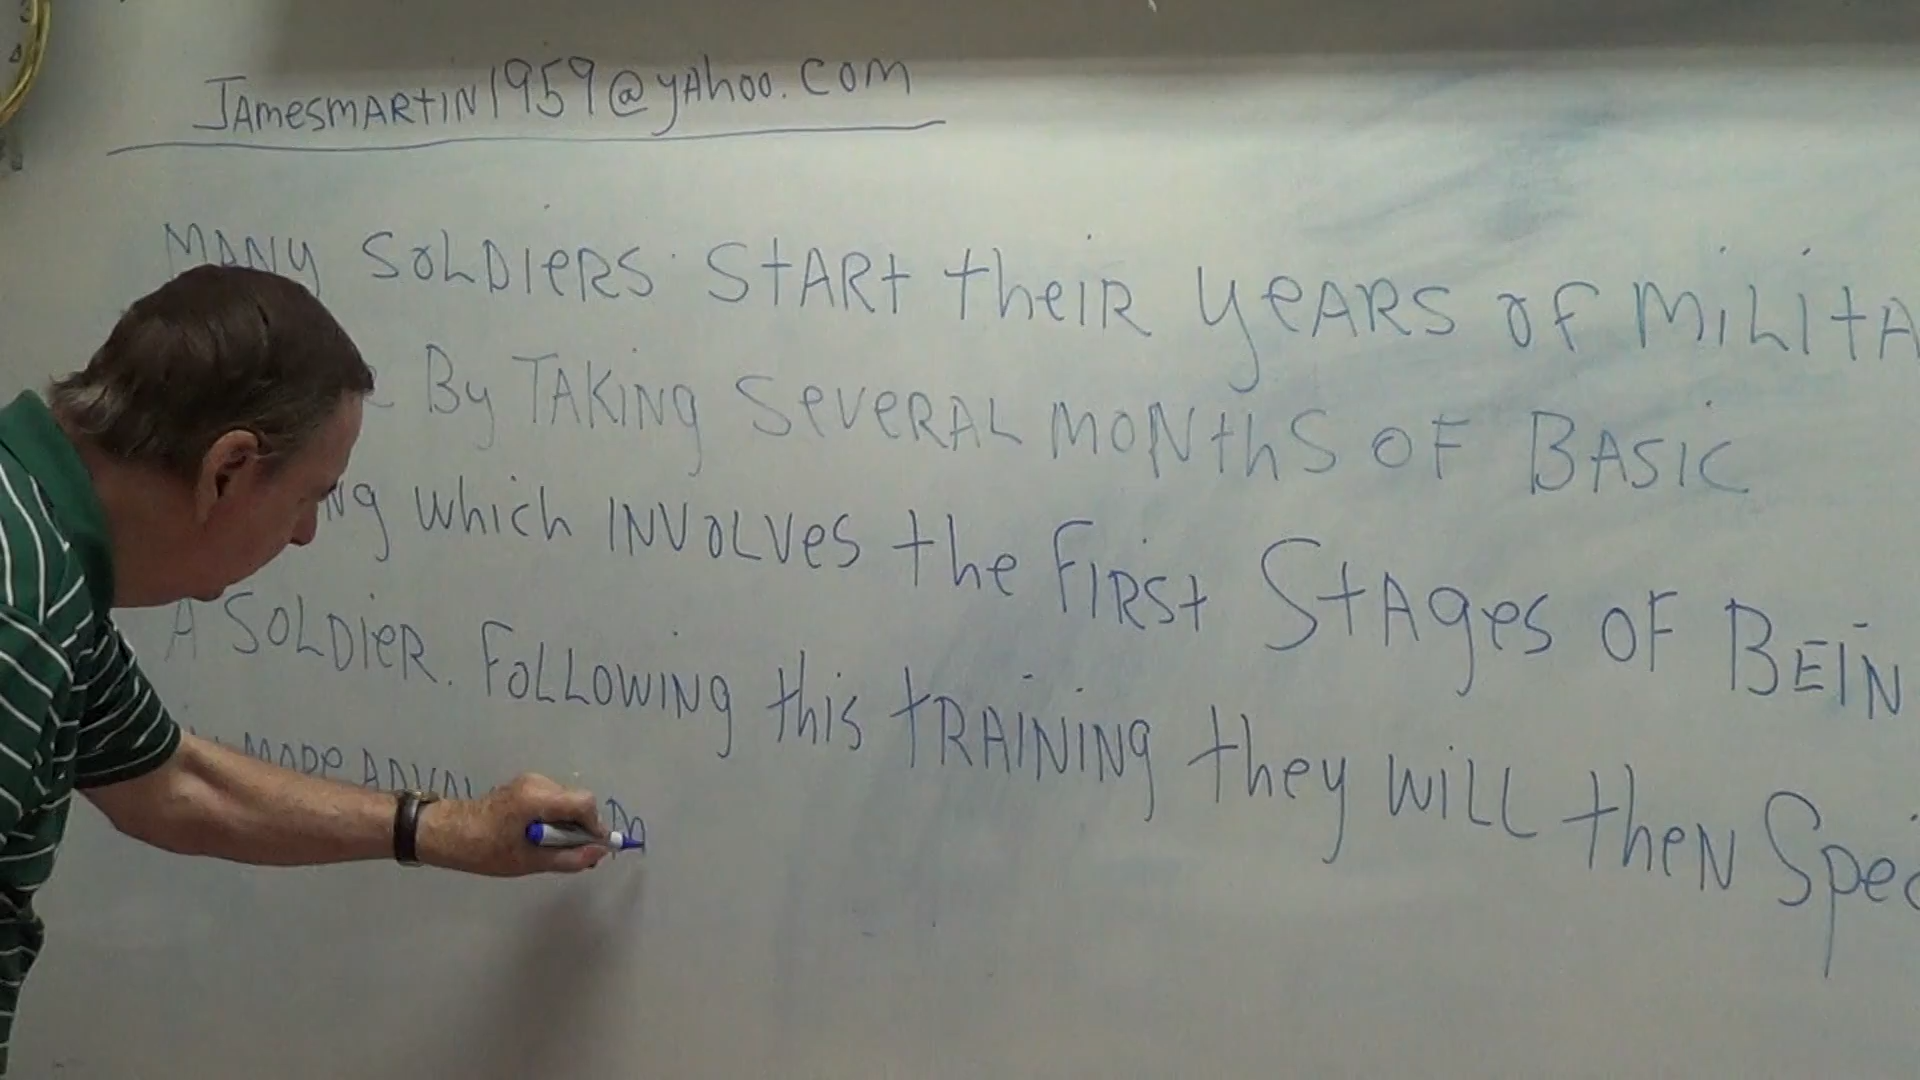 JAMESMARTIN1959@yAhoo.com
MANY SOLDIERS START their yEARS of MiLITA
By TAKiNg SEVERAL MONthS OF BASIC
Ng which INVOLVES the FIRST StAges OF BEiN
A SOLDiER. FOLLOWING this tRAiNiNg they will theN Spec
MORE ADVAN